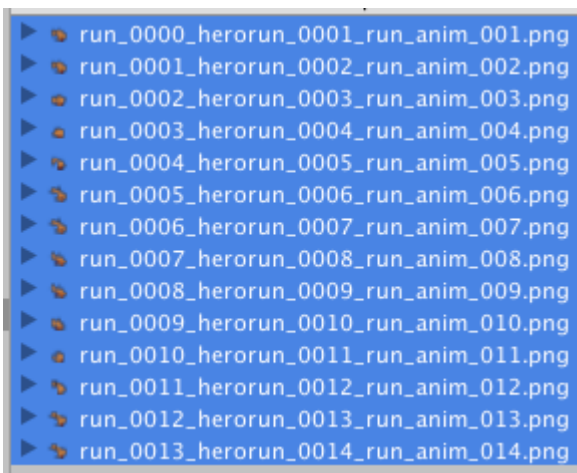 run_0000_herorun_0001_run_anim_001.png
run_0001_herorun_0002_run_anim_002.png
run_0002_herorun_0003_run_anim_003.png
run_0003_herorun_0004_run_anim_004.png
run_0004_herorun_0005_run_anim_005.png
run_0005_herorun_0006_run_anim_006.png
run_0006_herorun_0007_run_anim_007.png
run_0007_herorun_0008_run_anim_008.png
run_0008_herorun_0009_run_anim_009.png
run_0009_herorun_0010_run_anim_010.png
run_0010_herorun_0011_run_anim_011.png
run_0011_herorun_0012_run_anim_012.png
run_0012_herorun_0013_run_anim_013.png
run_0013_herorun_0014_run_anim_014.png